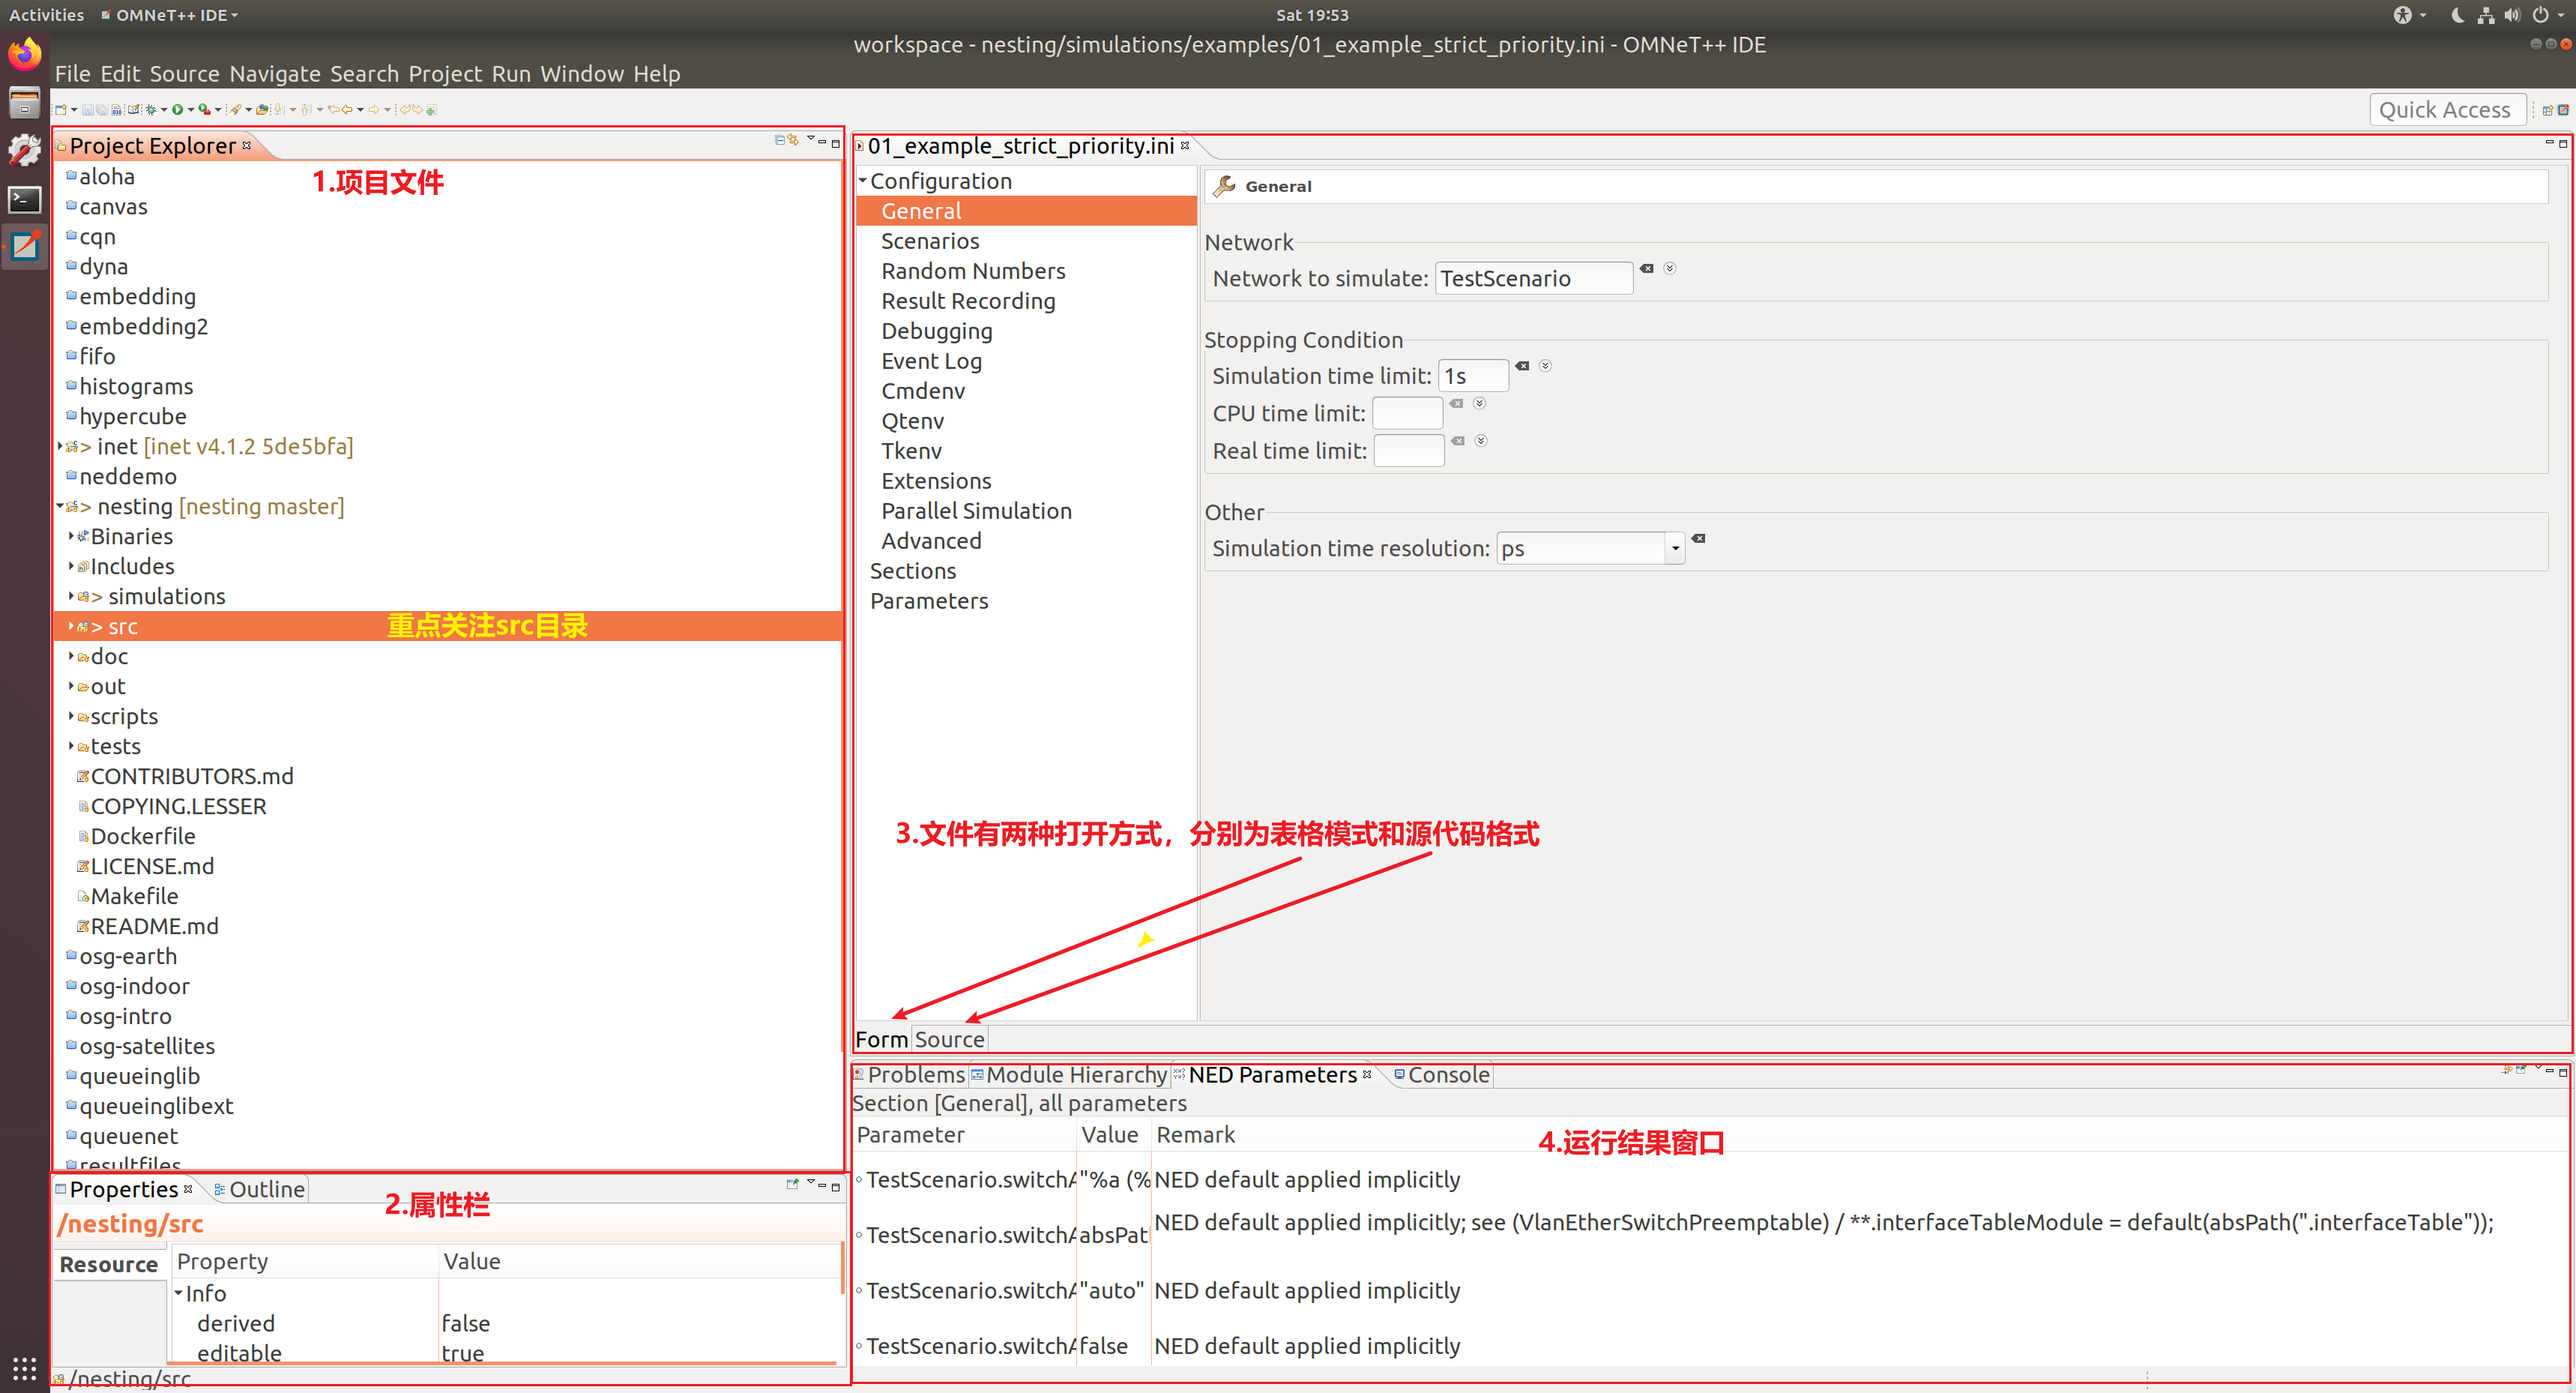 Activities OMNeT++ IDE
Sat 19:53
workspace - nesting/simulations/examples/01_example_strict_priority.ini - OMNeT++ IDE
File Edit Source Navigate Search Project Run Window Help
Quick Access
Project Explorer
1.项目文件
aloha
canvas
cqn
dyna
embedding
embedding2
fifo
histograms
hypercube
> inet [inet v4.1.2 5de5bfa]
neddemo
> nesting [nesting master]
Binaries
Includes
> simulations
> src
重点关注src目录
doc
out
scripts
tests
CONTRIBUTORS.md
COPYING.LESSER
Dockerfile
LICENSE.md
Makefile
README.md
osg-earth
osg-indoor
osg-intro
osg-satellites
queueinglib
queueinglibext
queuenet
resultfiles
Properties Outline
2.属性栏
/nesting/src
Resource
Property Value
Info
derived false
editable true
/nesting/src
01_example_strict_priority.ini
Configuration
General
Scenarios
Random Numbers
Result Recording
Debugging
Event Log
Cmdenv
Qtenv
Tkenv
Extensions
Parallel Simulation
Advanced
Sections
Parameters
General
Network
Network to simulate: TestScenario
Stopping Condition
Simulation time limit: 1s
CPU time limit:
Real time limit:
Other
Simulation time resolution: ps
3.文件有两种打开方式，分别为表格模式和源代码格式
Form Source
Problems Module Hierarchy NED Parameters Console
Section [General], all parameters
Parameter Value Remark
4.运行结果窗口
TestScenario.switchA "%a (% NED default applied implicitly
TestScenario.switchA absPat NED default applied implicitly; see (VlanEtherSwitchPreemptable) / **.interfaceTableModule = default(absPath(".interfaceTable"));
TestScenario.switchA "auto" NED default applied implicitly
TestScenario.switchA false NED default applied implicitly